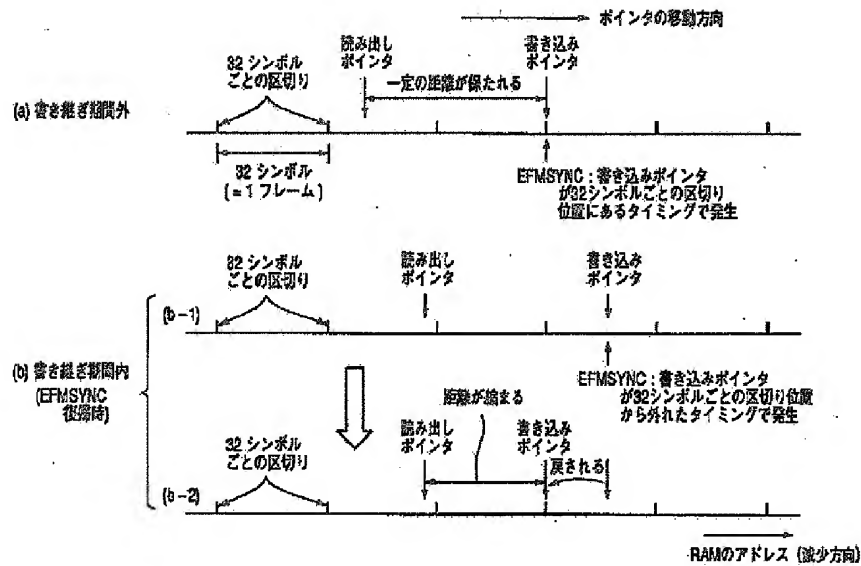 ポインタの移動方向
読み出し
ポインタ
書き込み
ポインタ
32シンボル
ごとの区切り
一定の距離が保たれる
(a) 書き継ぎ期間外
32シンボル
(=1フレーム)
EFMSYNC:書き込みポインタ
が32シンボルごとの区切り
位置にあるタイミングで発生
32シンボル
ごとの区切り
読み出し
ポインタ
書き込み
ポインタ
(b-1)
(b) 書き継ぎ期間内
(EFMSYNC
復帰時)
EFMSYNC:書き込みポインタ
が32シンボルごとの区切り位置
から外れたタイミングで発生
距離が縮まる
32シンボル
ごとの区切り
読み出し
ポインタ
書き込み
ポインタ
戻される
(b-2)
RAMのアドレス (減少方向)